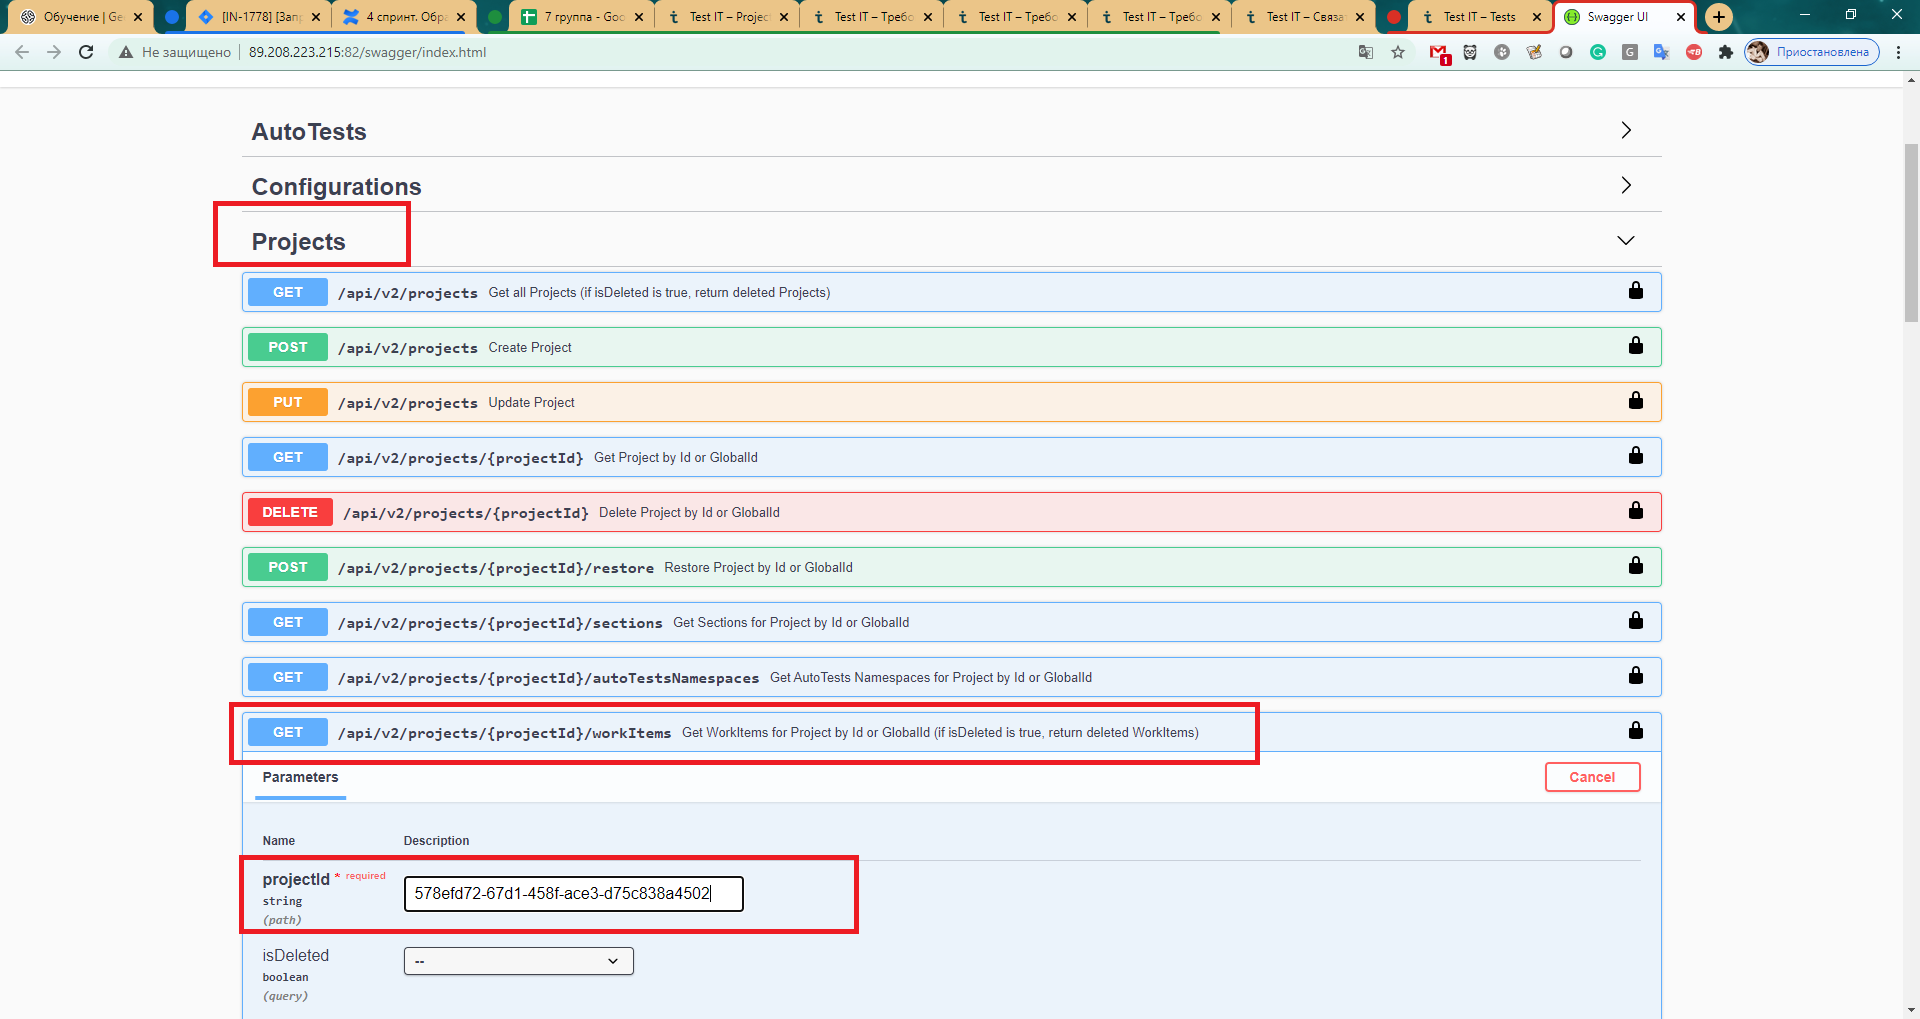 Обучение | Ge
[IN-1778] [Запр
4 спринт. Обра
7 группа - Goo
Test IT – Project
Test IT – Требо
Test IT – Требо
Test IT – Требо
Test IT – Связа
Test IT – Tests
Swagger UI
Не защищено
89.208.223.215:82/swagger/index.html
1
G
Приостановлена
AutoTests
Configurations
Projects
GET /api/v2/projects Get all Projects (if isDeleted is true, return deleted Projects)
POST /api/v2/projects Create Project
PUT /api/v2/projects Update Project
GET /api/v2/projects/{projectId} Get Project by Id or GlobalId
DELETE /api/v2/projects/{projectId} Delete Project by Id or GlobalId
POST /api/v2/projects/{projectId}/restore Restore Project by Id or GlobalId
GET /api/v2/projects/{projectId}/sections Get Sections for Project by Id or GlobalId
GET /api/v2/projects/{projectId}/autoTestsNamespaces Get AutoTests Namespaces for Project by Id or GlobalId
GET /api/v2/projects/{projectId}/workItems Get WorkItems for Project by Id or GlobalId (if isDeleted is true, return deleted WorkItems)
Parameters
Cancel
Name Description
projectId * required
string
(path)
578efd72-67d1-458f-ace3-d75c838a4502
isDeleted
boolean
(query)
--